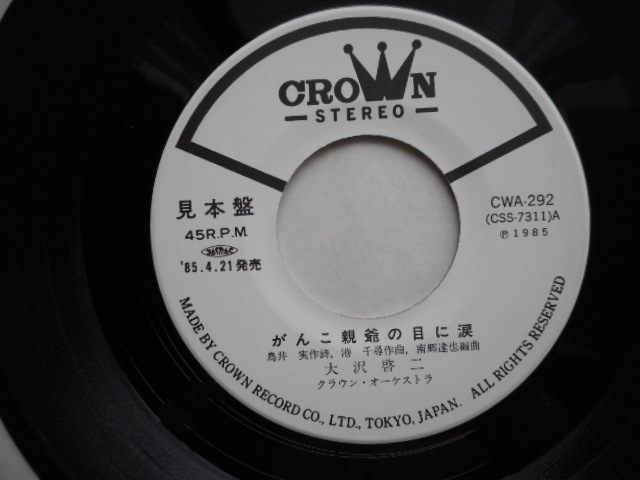 CROWN
STEREO
見本盤
45R.P.M.
JASRAC
'85.4.21発売
CWA-292
(CSS-7311)A
Ⓟ1985
がんこ親爺の目に涙
鳥井 実作詩, 港 千尋作曲, 南郷達也編曲
大沢啓二
クラウン・オーケストラ
MADE BY CROWN RECORD CO., LTD., TOKYO, JAPAN. ALL RIGHTS RESERVED